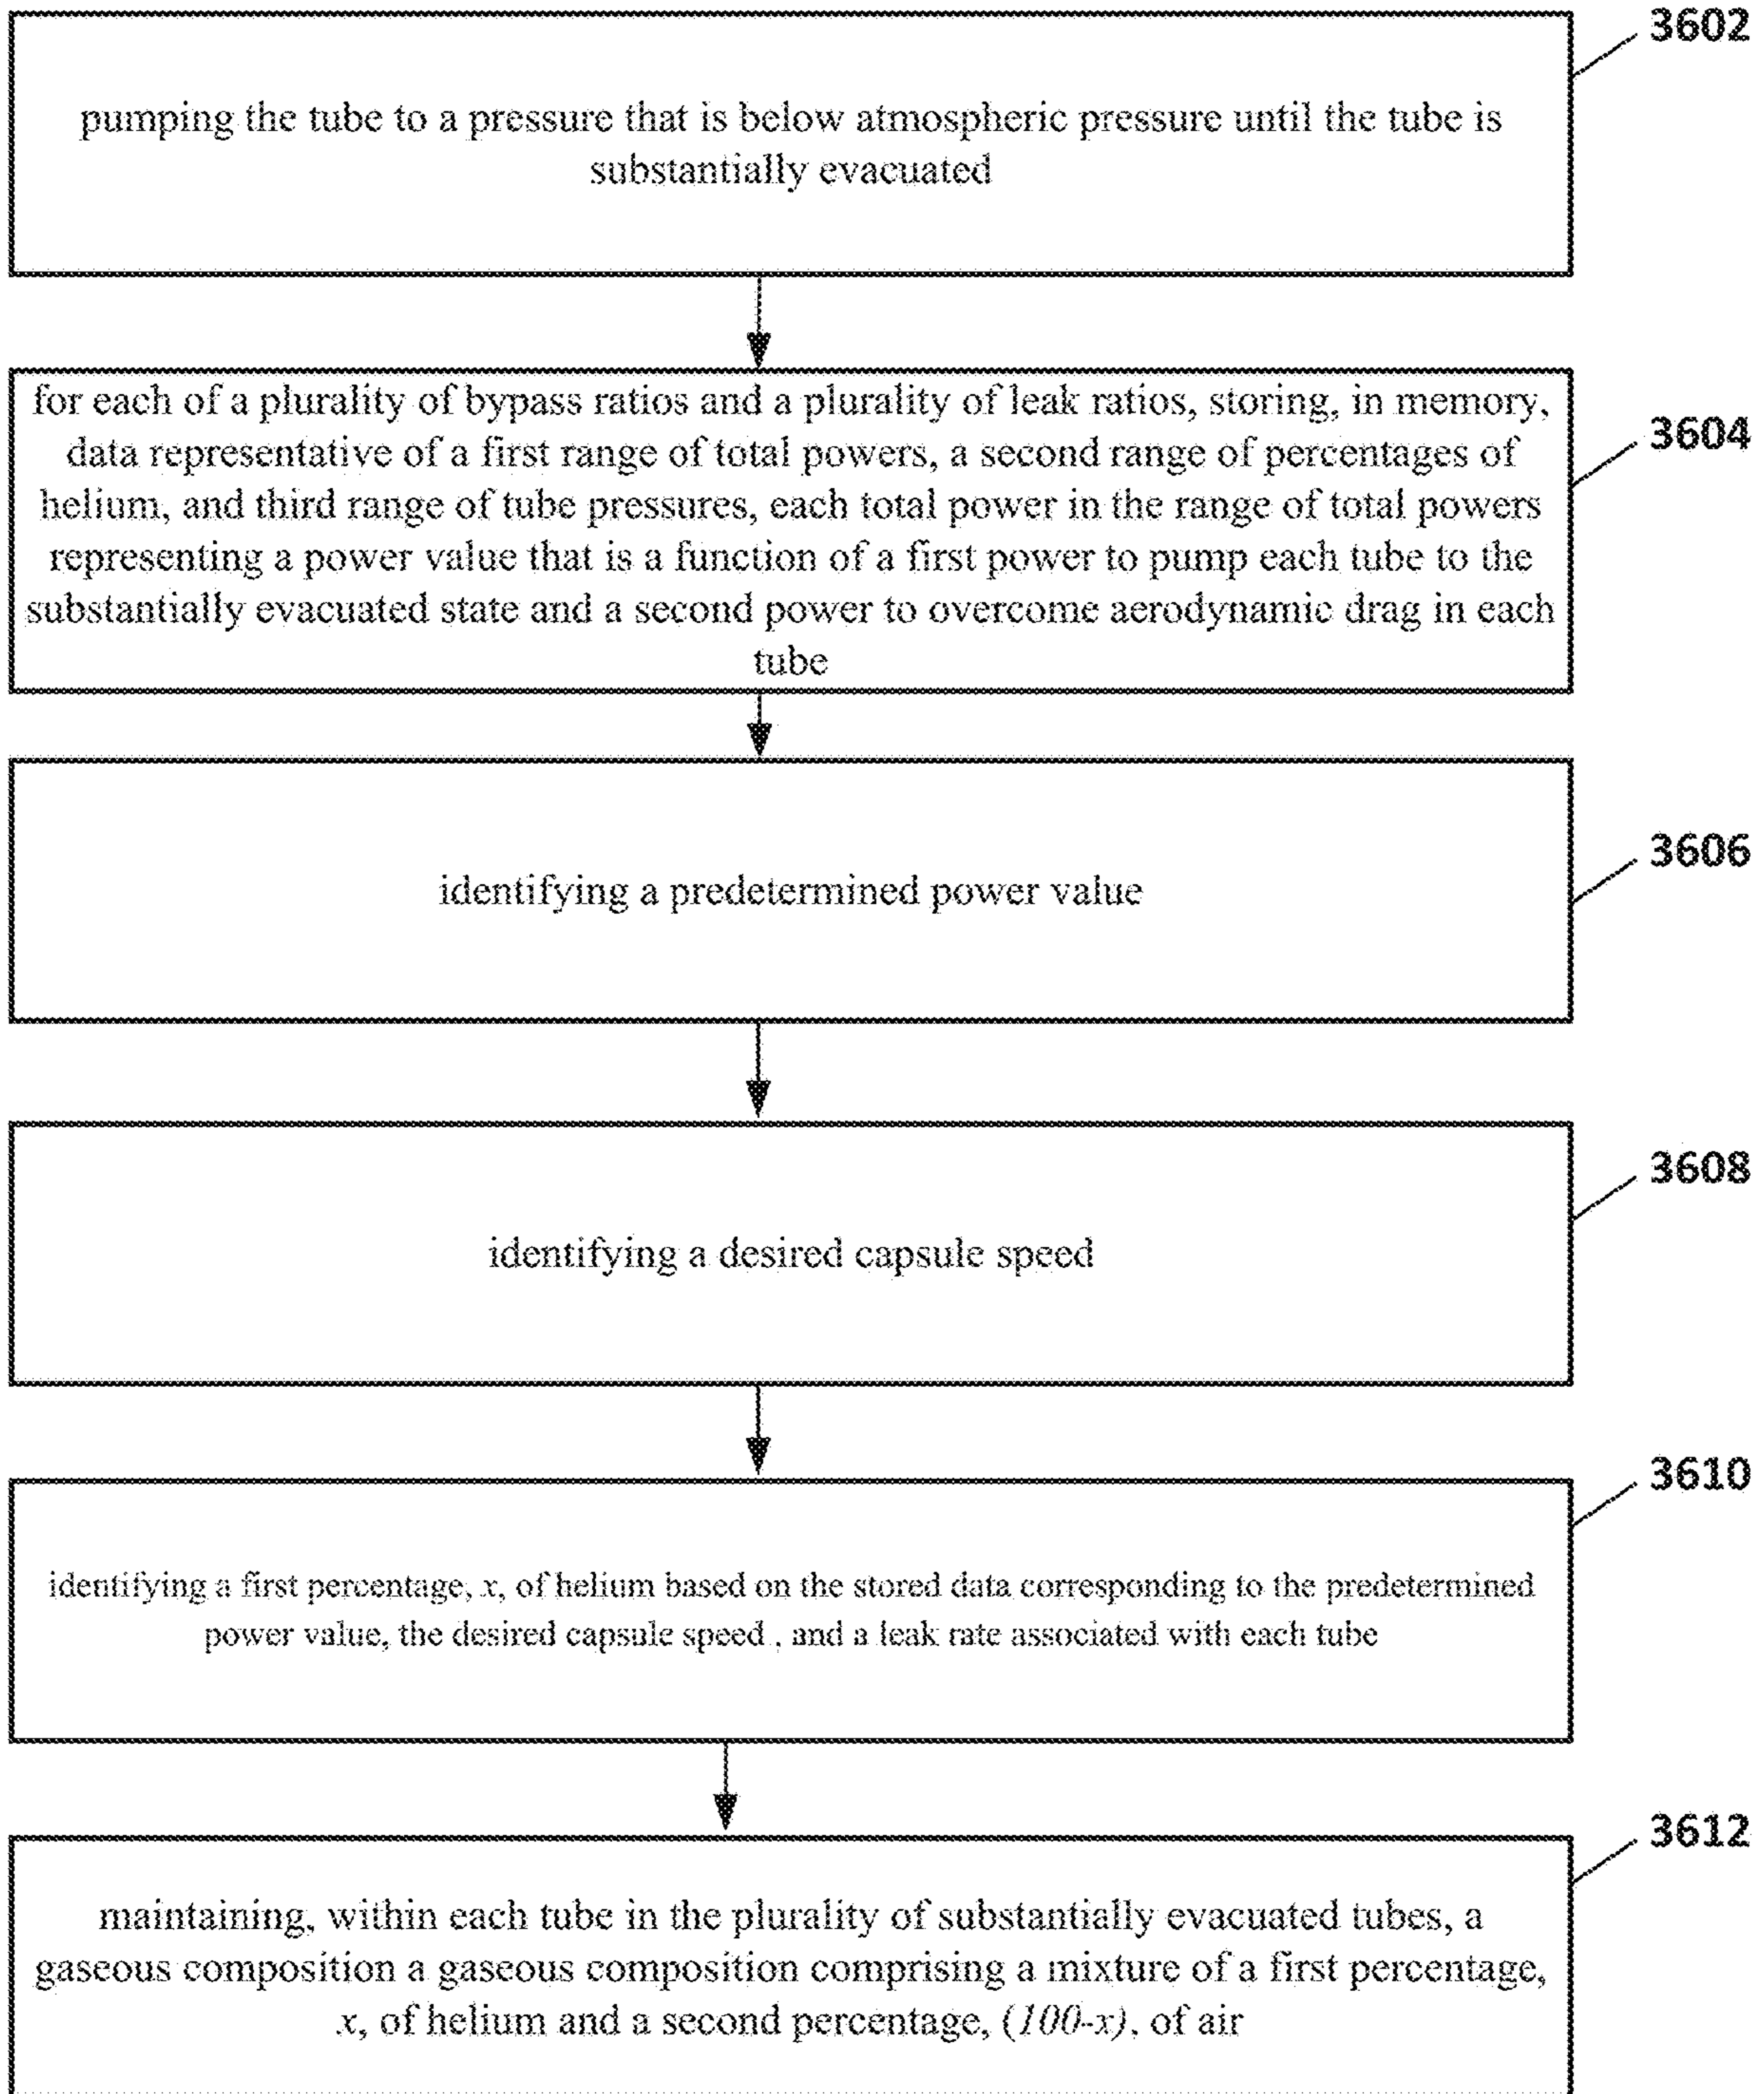 3602
pumping the tube to a pressure that is below atmospheric pressure until the tube is
substantially evacuated
for each of a plurality of bypass ratios and a plurality of leak ratios, storing, in memory,
data representative of a first range of total powers, a second range of percentages of
helium, and third range of tube pressures, each total power in the range of total powers
representing a power value that is a function of a first power to pump each tube to the
substantially evacuated state and a second power to overcome aerodynamic drag in each
tube
3604
identifying a predetermined power value
3606
identifying a desired capsule speed
3608
identifying a first percentage, x, of helium based on the stored data corresponding to the predetermined
power value, the desired capsule speed , and a leak rate associated with each tube
3610
maintaining, within each tube in the plurality of substantially evacuated tubes, a
gaseous composition a gaseous composition comprising a mixture of a first percentage,
x, of helium and a second percentage, (100-x), of air
3612